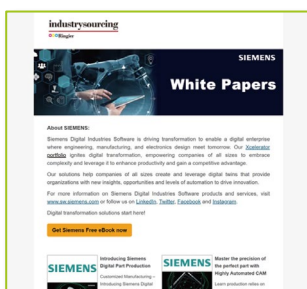 industrysourcing
Ringier
SIEMENS
White Papers
About SIEMENS:
Siemens Digital Industries Software is driving transformation to enable a digital enterprise
where engineering, manufacturing, and electronics design meet tomorrow. Our Xcelerator
portfolio ignites digital transformation, empowering companies of all sizes to embrace
complexity and leverage it to enhance productivity and gain a competitive advantage.
Our solutions help companies of all sizes create and leverage digital twins that provide
organizations with new insights, opportunities and levels of automation to drive innovation.
For more information on Siemens Digital Industries Software products and services, visit
www.sw.siemens.com or follow us on LinkedIn, Twitter, Facebook and Instagram.
Digital transformation solutions start here!
Get Siemens Free eBook now
SIEMENS
Introducing Siemens
Digital Part Production
Customized Manufacturing –
Introducing Siemens Digital
SIEMENS
Master the precision of
the perfect part with
Highly Automated CAM
Learn production relies on